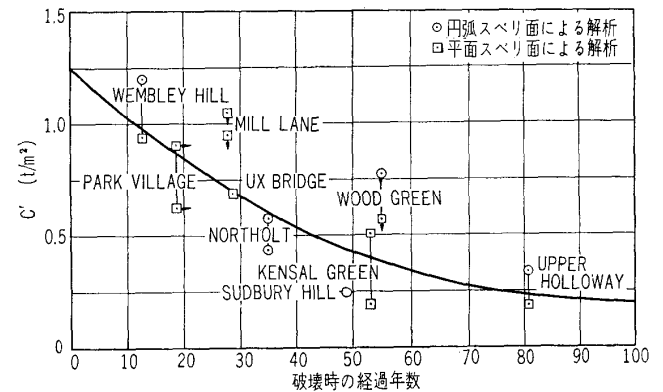 ⊙円弧スベリ面による解析
⊡平面スベリ面による解析
1.5
1.0
0.5
0
C' (t/m²)
WEMBLEY HILL
MILL LANE
PARK VILLAGE
UX BRIDGE
WOOD GREEN
NORTHOLT
KENSAL GREEN
SUDBURY HILL
UPPER
HOLLOWAY
0 10 20 30 40 50 60 70 80 90 100
破壊時の経過年数